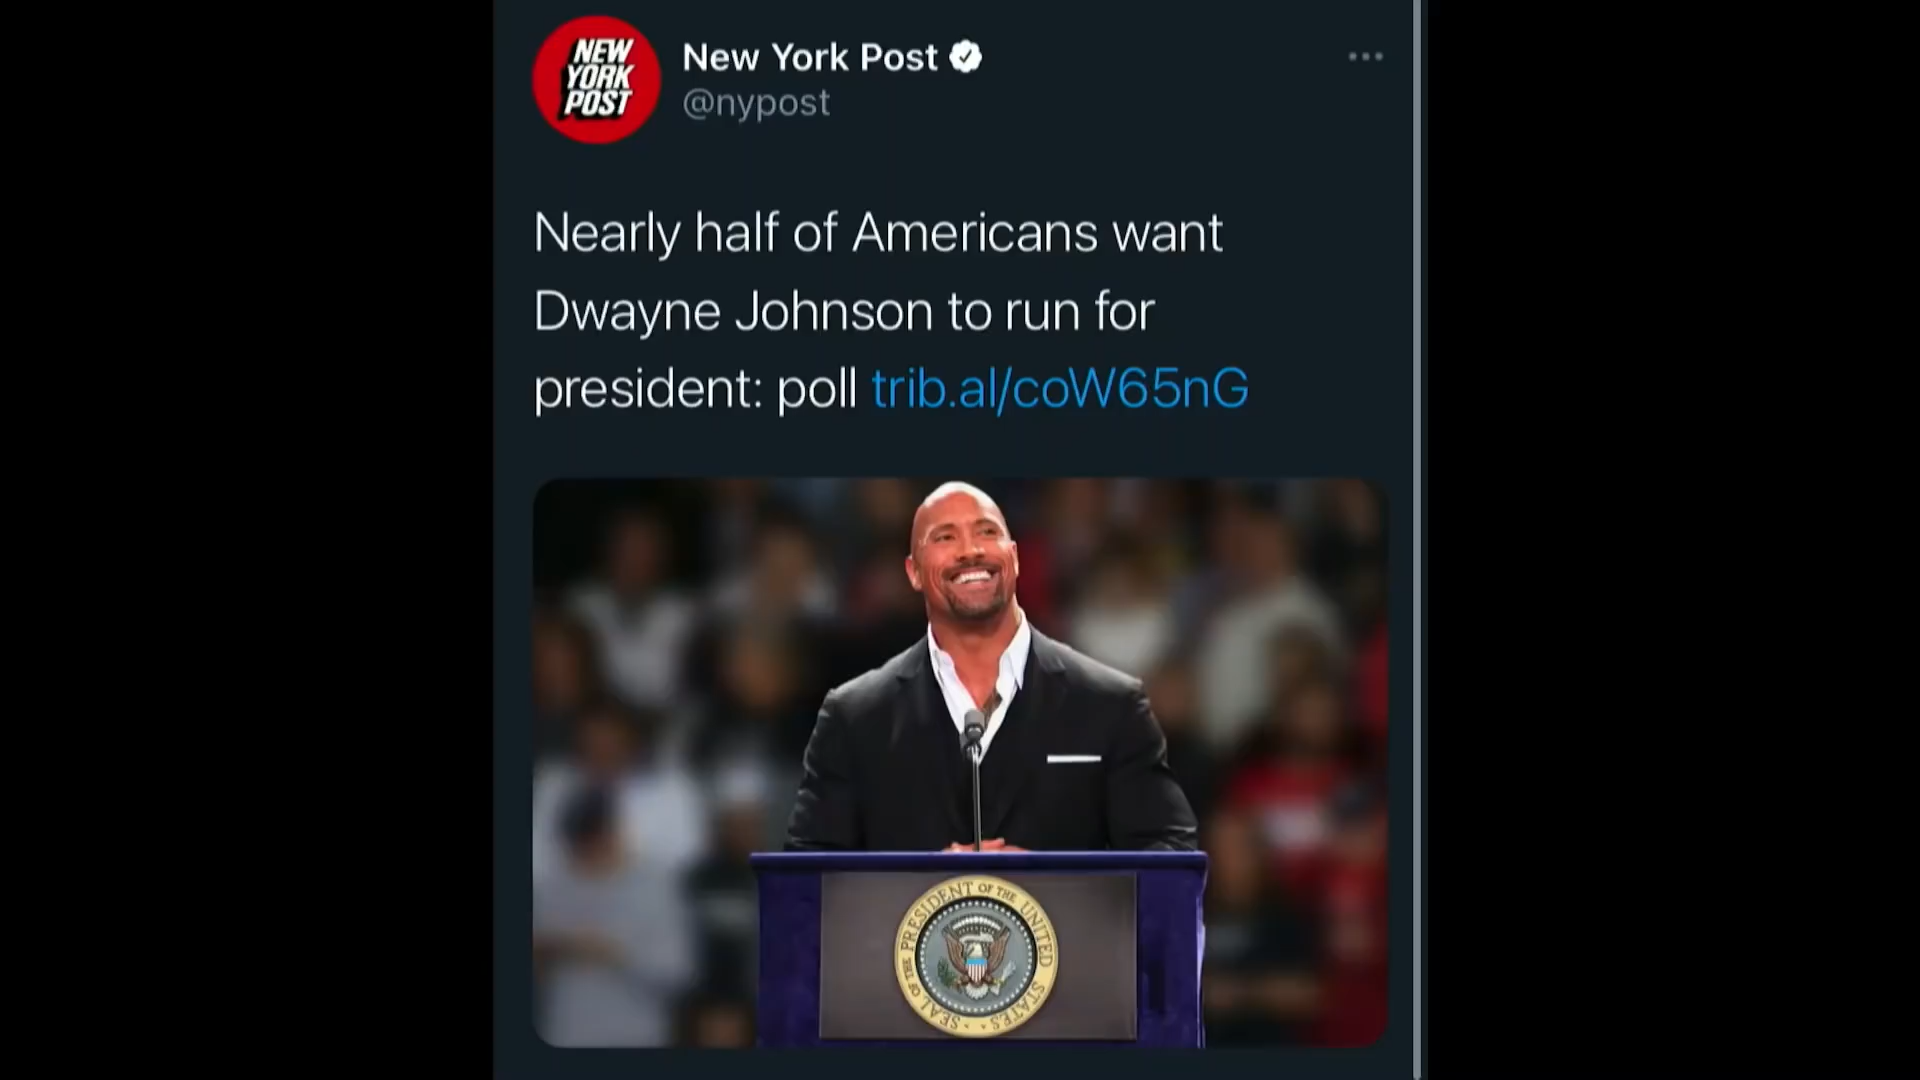 NEW
YORK
POST
New York Post
@nypost
Nearly half of Americans want
Dwayne Johnson to run for
president: poll trib.al/coW65nG
SEAL OF THE PRESIDENT OF THE UNITED STATES